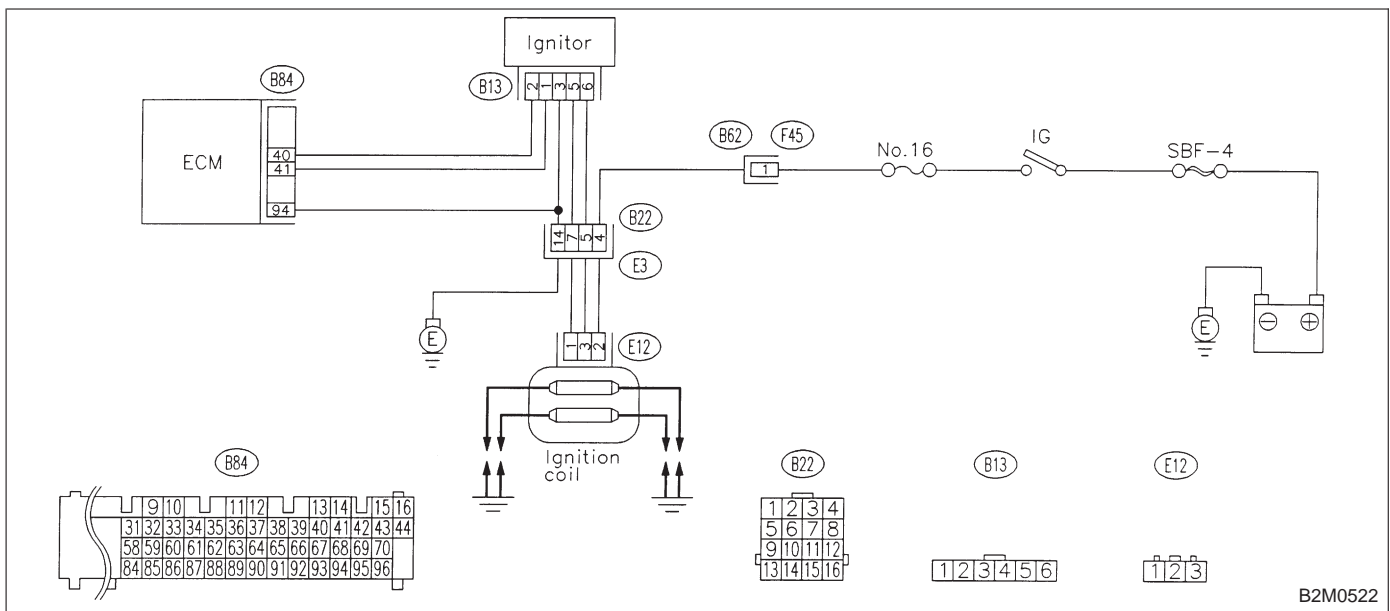 Ignitor
B84
B13
2 1 3 5 6
ECM
40
41
94
B62 F45
1
No.16
IG
SBF-4
B22
14 7 5 4
E3
E
E
1 3 2
E12
Ignition
coil
B84
9 10 11 12 13 14 15 16
31 32 33 34 35 36 37 38 39 40 41 42 43 44
58 59 60 61 62 63 64 65 66 67 68 69 70
84 85 86 87 88 89 90 91 92 93 94 95 96
B22
1 2 3 4
5 6 7 8
9 10 11 12
13 14 15 16
B13
1 2 3 4 5 6
E12
1 2 3
B2M0522